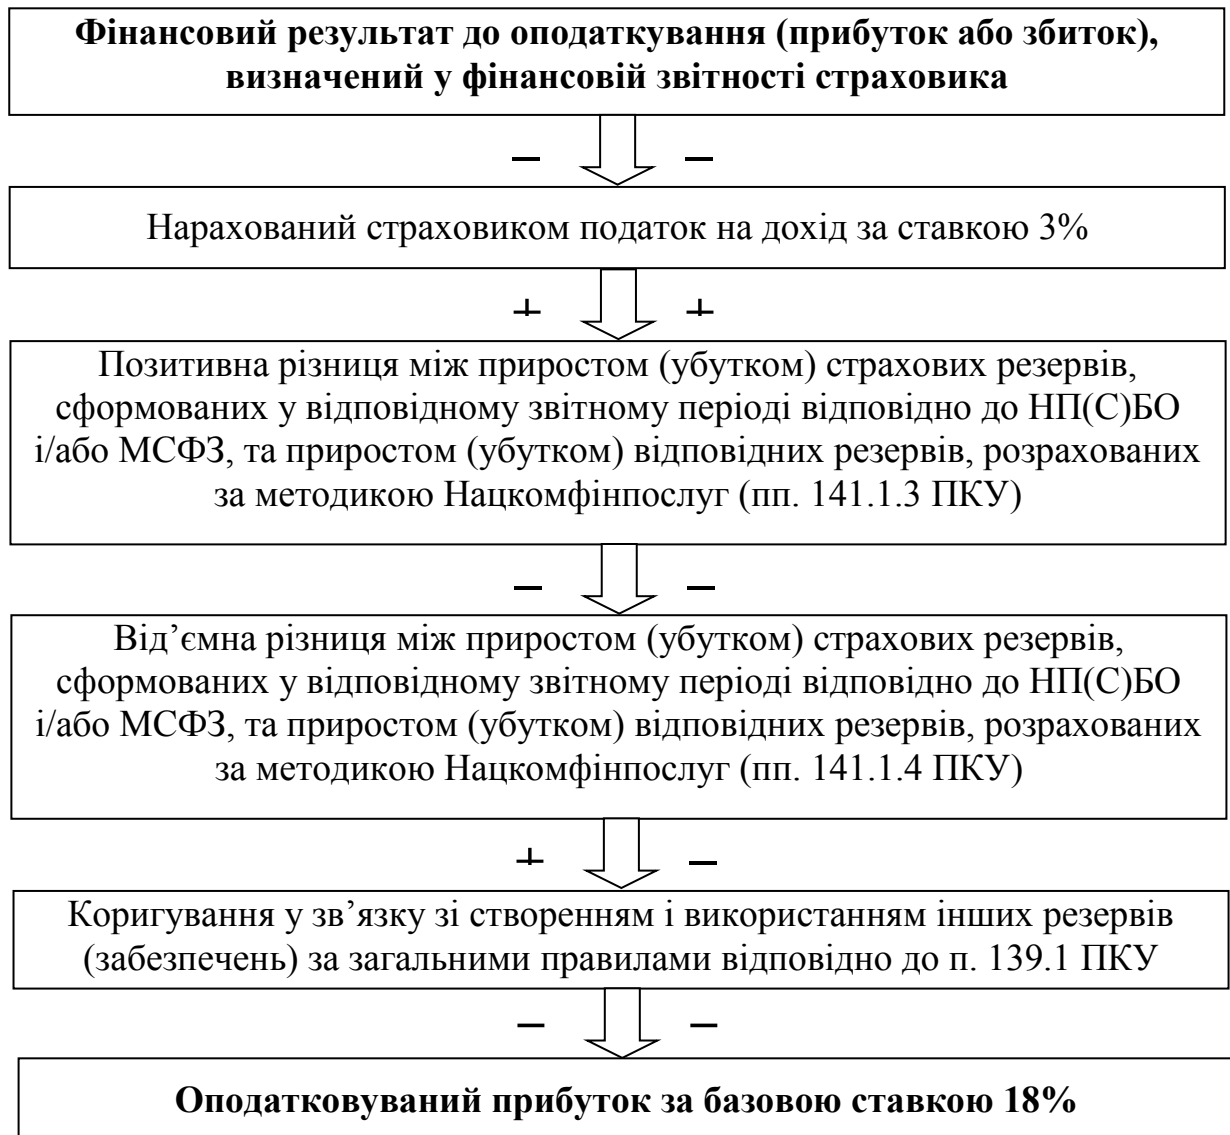 Фінансовий результат до оподаткування (прибуток або збиток),
визначений у фінансовій звітності страховика
– –
Нарахований страховиком податок на дохід за ставкою 3%
+ +
Позитивна різниця між приростом (убутком) страхових резервів,
сформованих у відповідному звітному періоді відповідно до НП(С)БО
і/або МСФЗ, та приростом (убутком) відповідних резервів, розрахованих
за методикою Нацкомфінпослуг (пп. 141.1.3 ПКУ)
– –
Від’ємна різниця між приростом (убутком) страхових резервів,
сформованих у відповідному звітному періоді відповідно до НП(С)БО
і/або МСФЗ, та приростом (убутком) відповідних резервів, розрахованих
за методикою Нацкомфінпослуг (пп. 141.1.4 ПКУ)
+ –
Коригування у зв’язку зі створенням і використанням інших резервів
(забезпечень) за загальними правилами відповідно до п. 139.1 ПКУ
– –
Оподатковуваний прибуток за базовою ставкою 18%